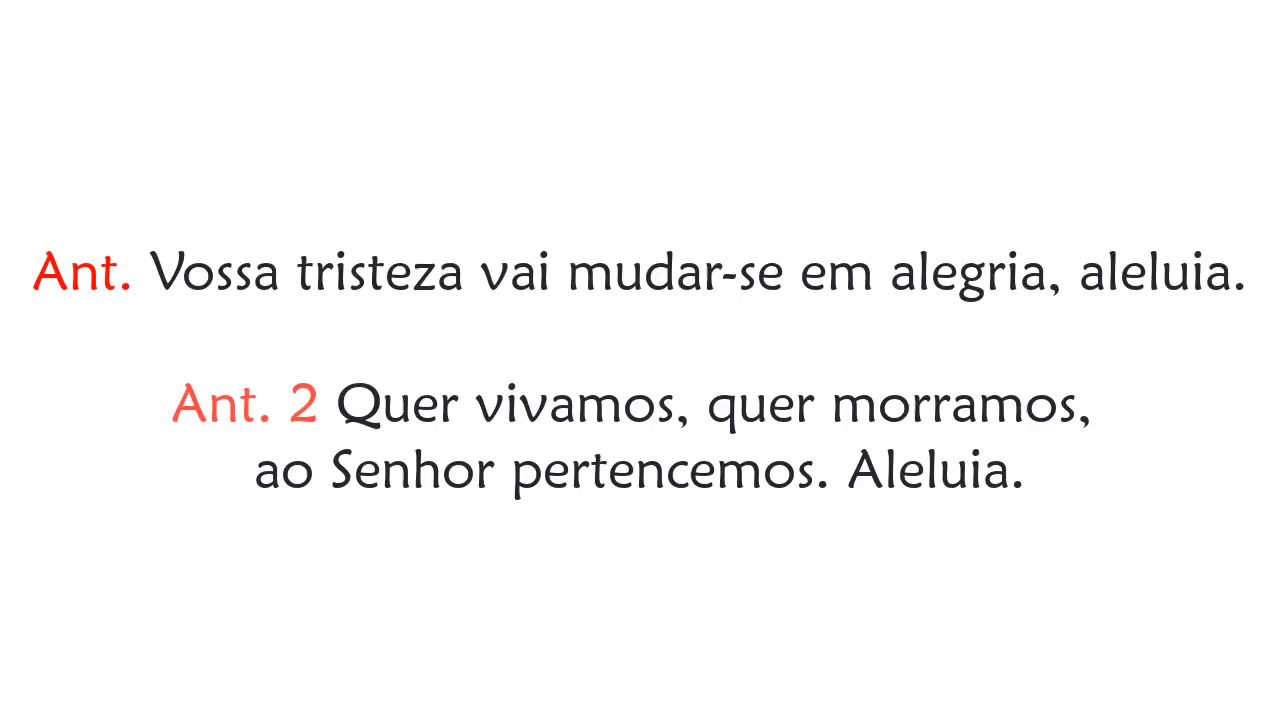 Ant. Vossa tristeza vai mudar-se em alegria, aleluia.
Ant. 2 Quer vivamos, quer morramos,
ao Senhor pertencemos. Aleluia.